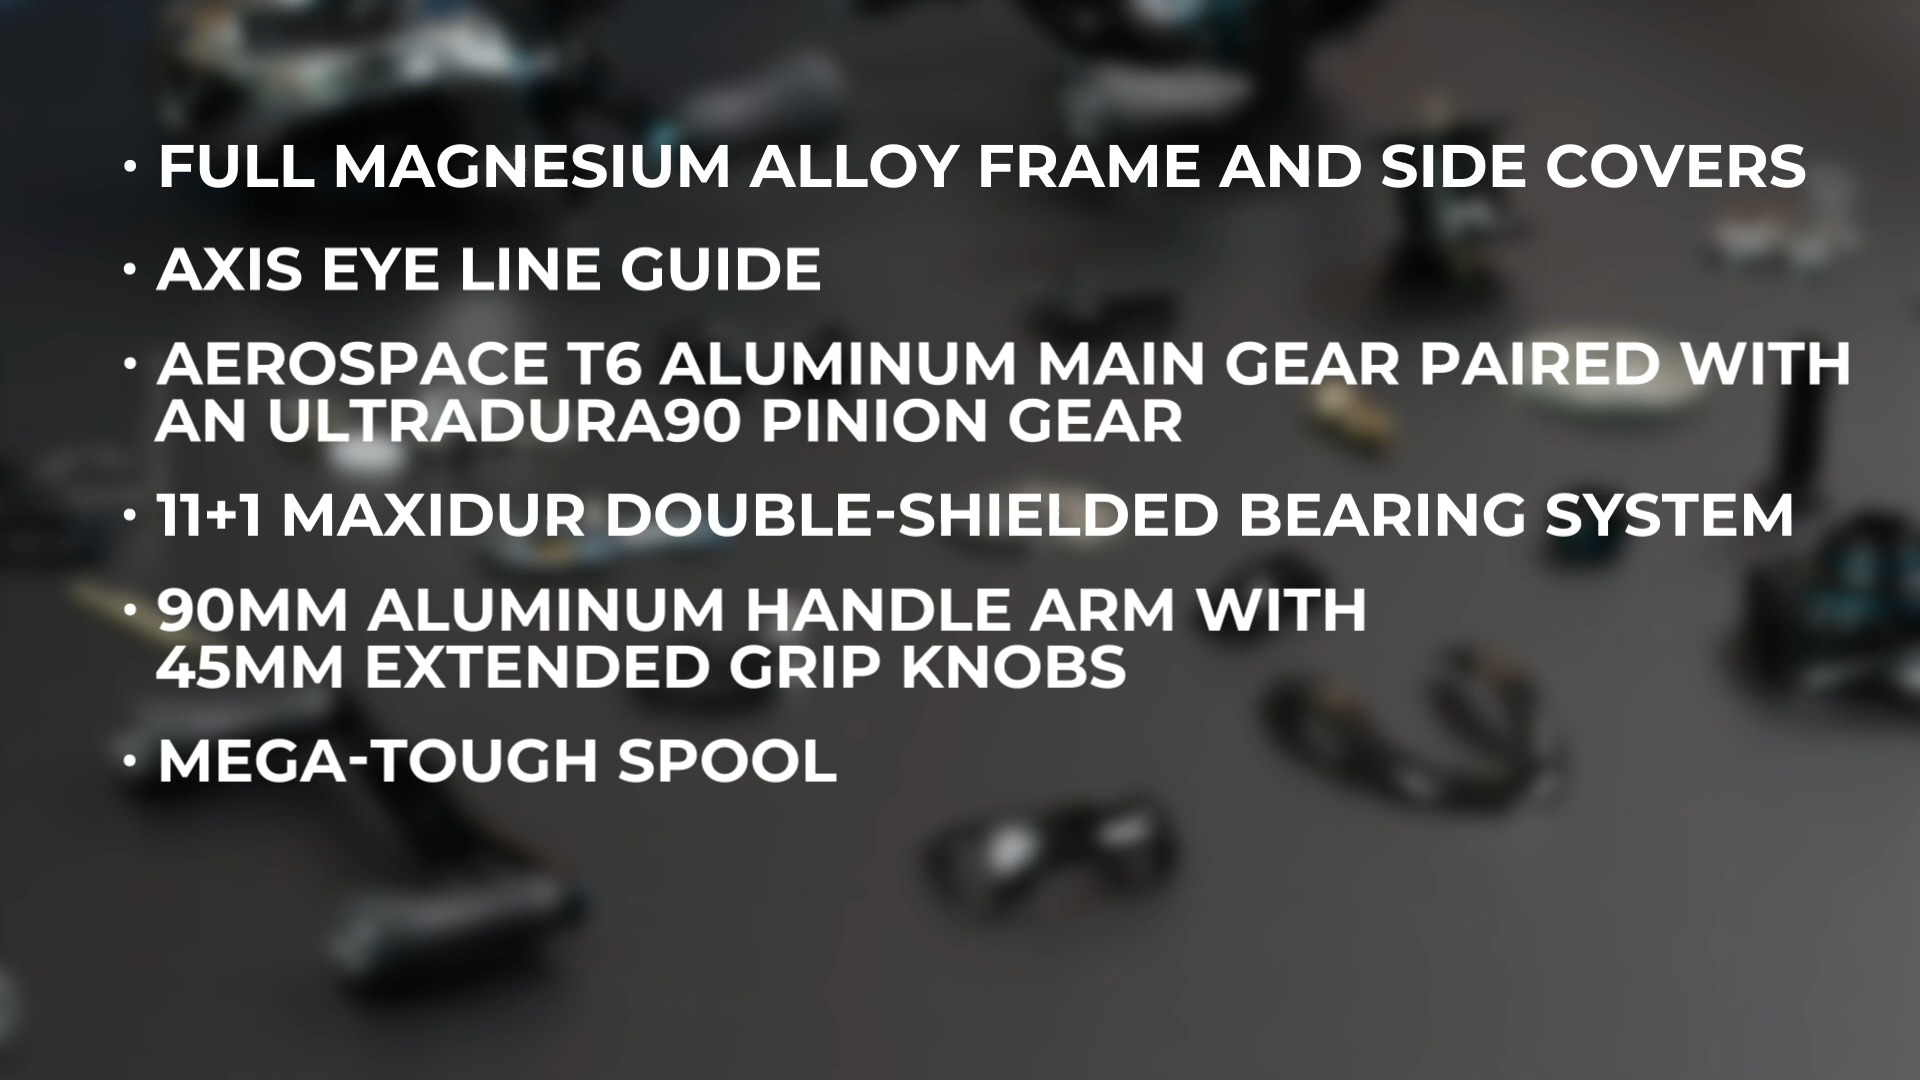 • FULL MAGNESIUM ALLOY FRAME AND SIDE COVERS
• AXIS EYE LINE GUIDE
• AEROSPACE T6 ALUMINUM MAIN GEAR PAIRED WITH
AN ULTRADURA90 PINION GEAR
• 11+1 MAXIDUR DOUBLE-SHIELDED BEARING SYSTEM
• 90MM ALUMINUM HANDLE ARM WITH
45MM EXTENDED GRIP KNOBS
• MEGA-TOUGH SPOOL